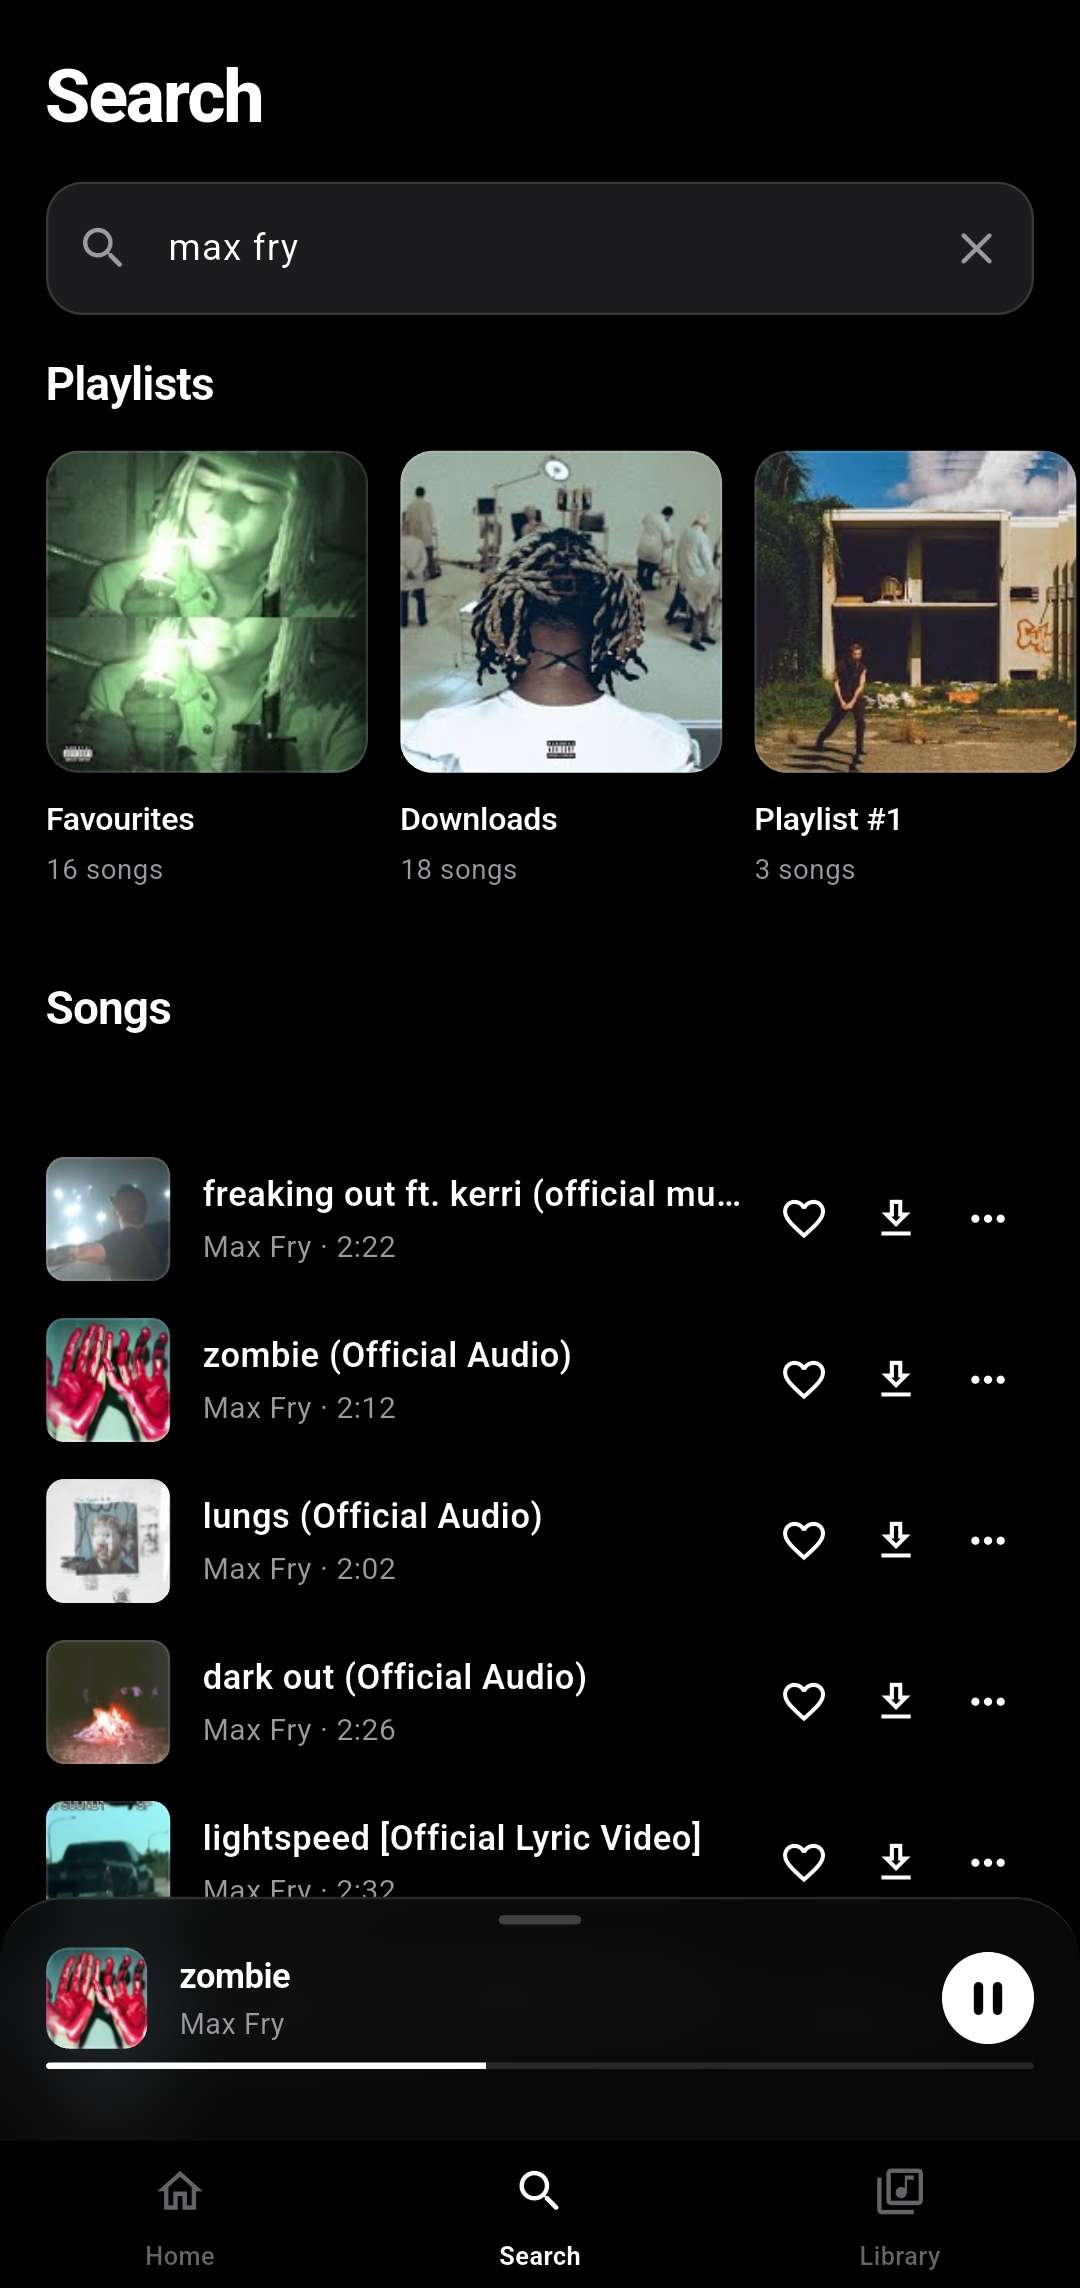 Search
max fry
Playlists
Favourites
16 songs
Downloads
18 songs
Playlist #1
3 songs
Songs
freaking out ft. kerri (official mu...
Max Fry · 2:22
zombie (Official Audio)
Max Fry · 2:12
lungs (Official Audio)
Max Fry · 2:02
dark out (Official Audio)
Max Fry · 2:26
lightspeed [Official Lyric Video]
Max Fry · 2:32
zombie
Max Fry
Home
Search
Library